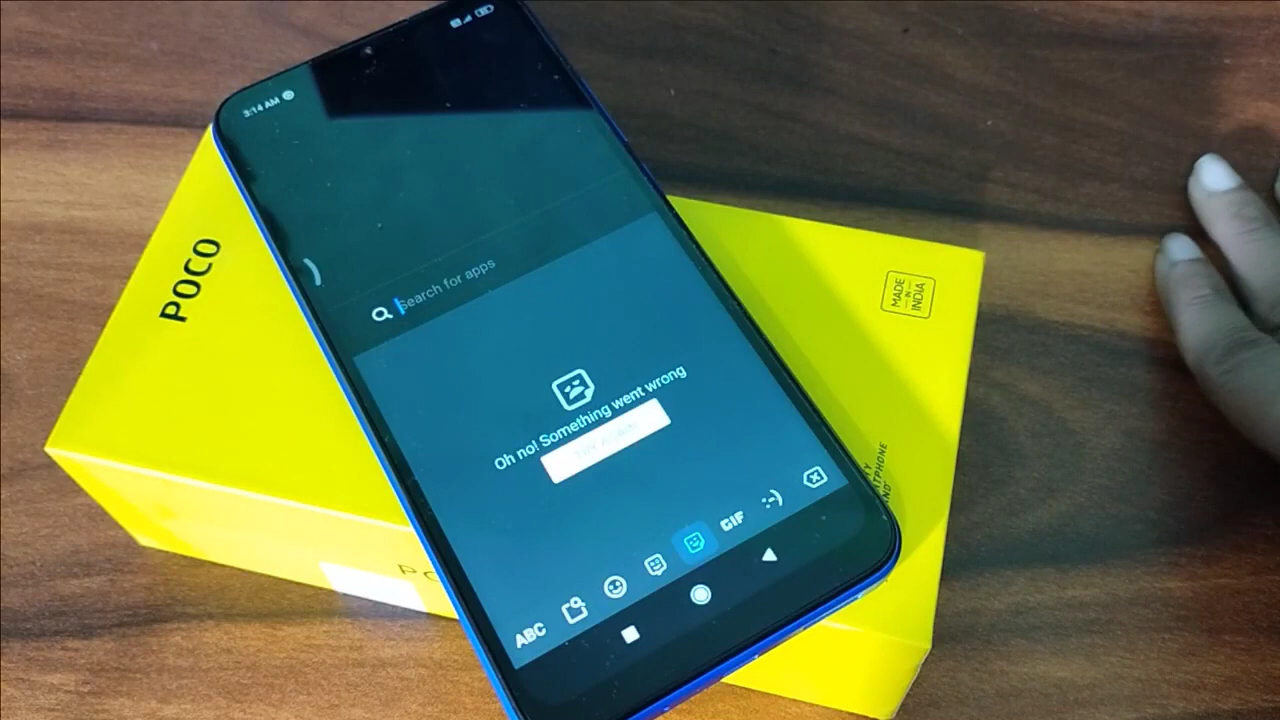 3:14 AM
Search for apps
Oh no! Something went wrong
GIF
:-)
ABC
POCO
MADE
IN
INDIA